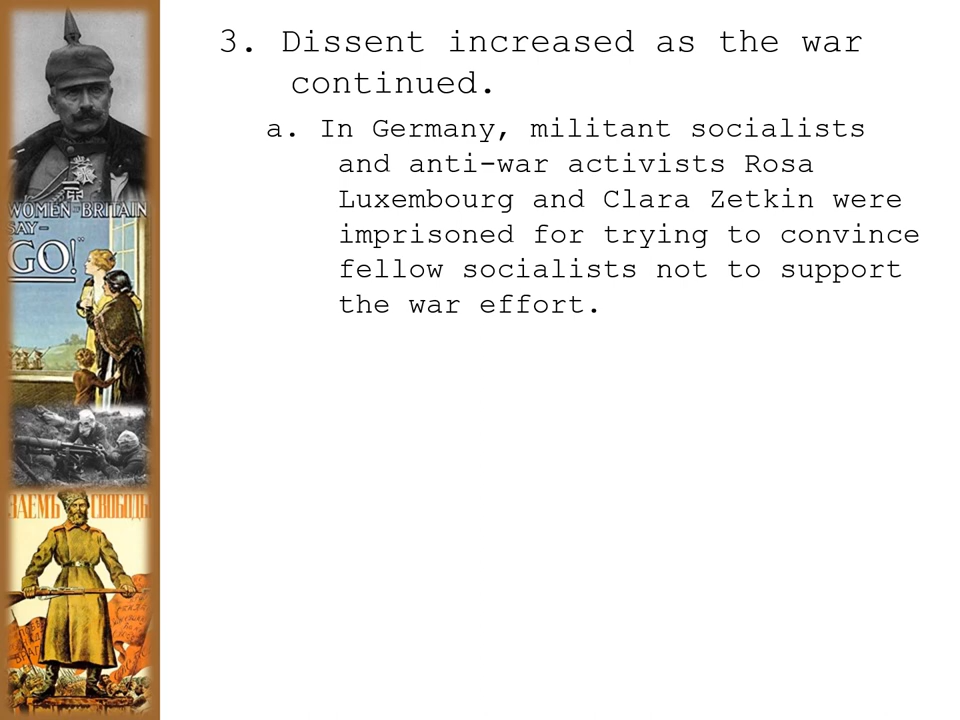 3. Dissent increased as the war
continued.
a. In Germany, militant socialists
and anti-war activists Rosa
Luxembourg and Clara Zetkin were
imprisoned for trying to convince
fellow socialists not to support
the war effort.
WOMEN-BRITAIN
SAY-
GO!"
ЗАЕМЪ СВОБОДЫ